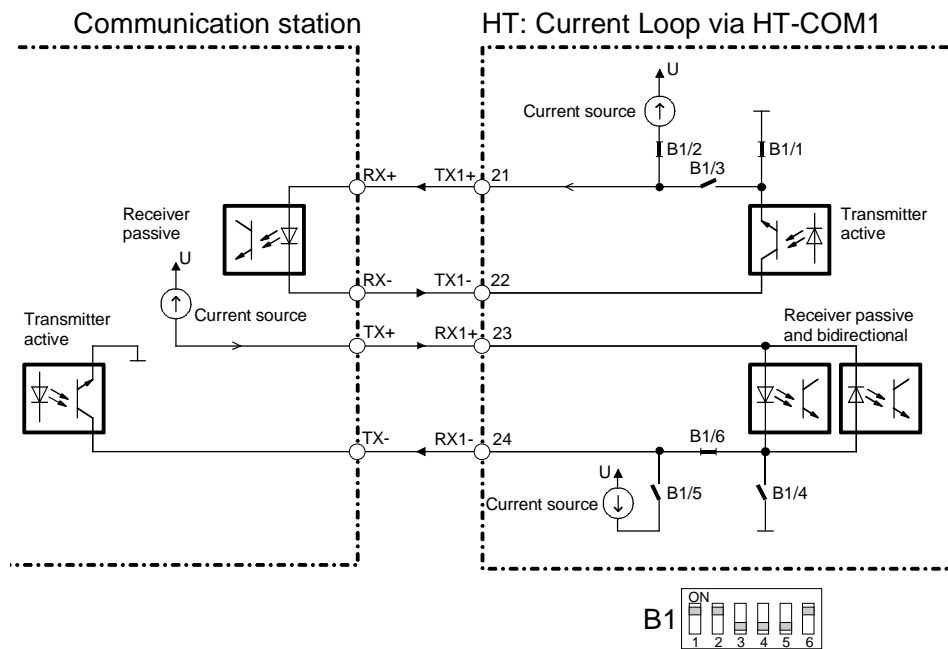 Communication station
HT: Current Loop via HT-COM1
U
Current source
B1/2
B1/1
B1/3
RX+
TX1+
21
Receiver
passive
Transmitter
active
U
RX-
TX1-
22
Current source
Transmitter
active
TX+
RX1+
23
Receiver passive
and bidirectional
TX-
RX1-
24
B1/6
U
B1/5
B1/4
Current source
B1
ON
1 2 3 4 5 6